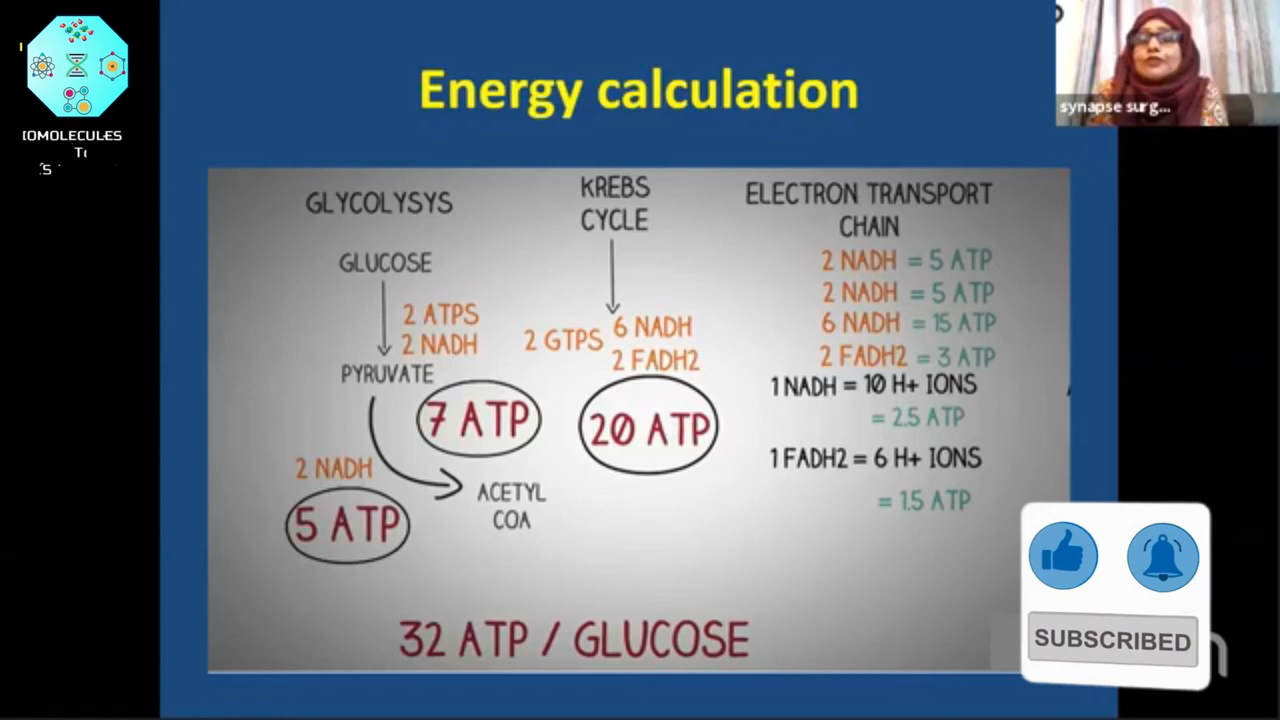 IOMOLECULES
Energy calculation
synapse surg...
GLYCOLYSYS
GLUCOSE
2 ATPS
2 NADH
PYRUVATE
7 ATP
2 NADH
5 ATP
ACETYL
COA
KREBS
CYCLE
2 GTPS
6 NADH
2 FADH2
20 ATP
ELECTRON TRANSPORT
CHAIN
2 NADH = 5 ATP
2 NADH = 5 ATP
6 NADH = 15 ATP
2 FADH2 = 3 ATP
1 NADH = 10 H+ IONS
= 2.5 ATP
1 FADH2 = 6 H+ IONS
= 1.5 ATP
32 ATP / GLUCOSE
SUBSCRIBED